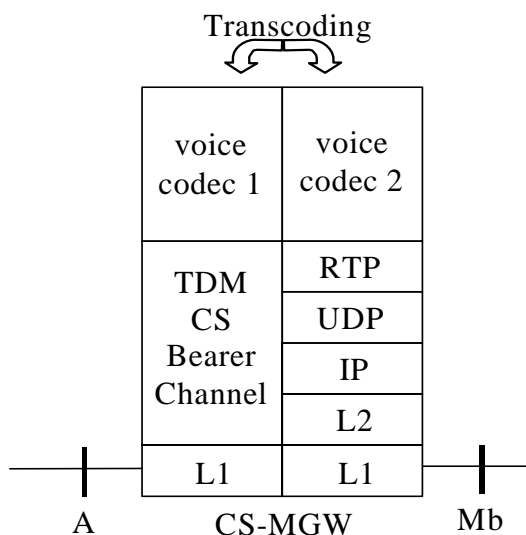 Transcoding
voice
codec 1
voice
codec 2
TDM
CS
Bearer
Channel
RTP
UDP
IP
L2
L1
L1
A
CS-MGW
Mb